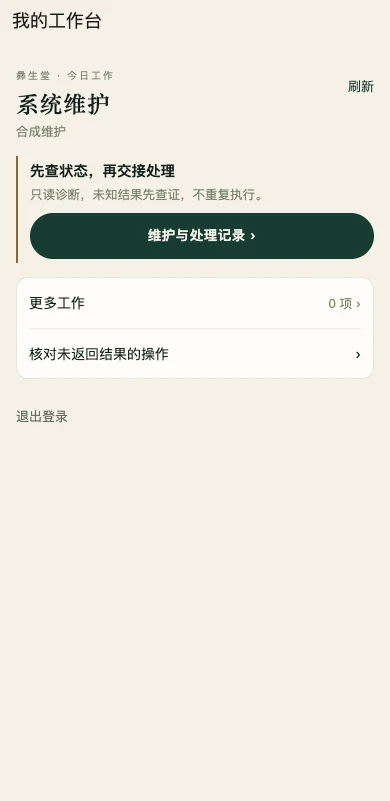 我的工作台
彝生堂 · 今日工作
系统维护
刷新
合成维护
先查状态，再交接处理
只读诊断，未知结果先查证，不重复执行。
维护与处理记录 ›
更多工作 0 项 ›
核对未返回结果的操作 ›
退出登录